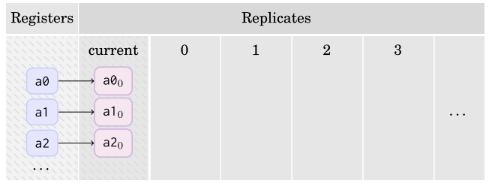 Registers Replicates
current 0 1 2 3
a0 a0₀
a1 a1₀ ...
a2 a2₀
...